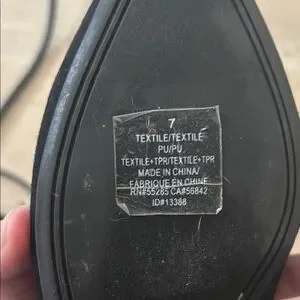 7
TEXTILE/TEXTILE
PU/PU
TEXTILE+TPR/TEXTILE+TPR
MADE IN CHINA/
FABRIQUE EN CHINE
RN#55285 CA#56842
ID#13388